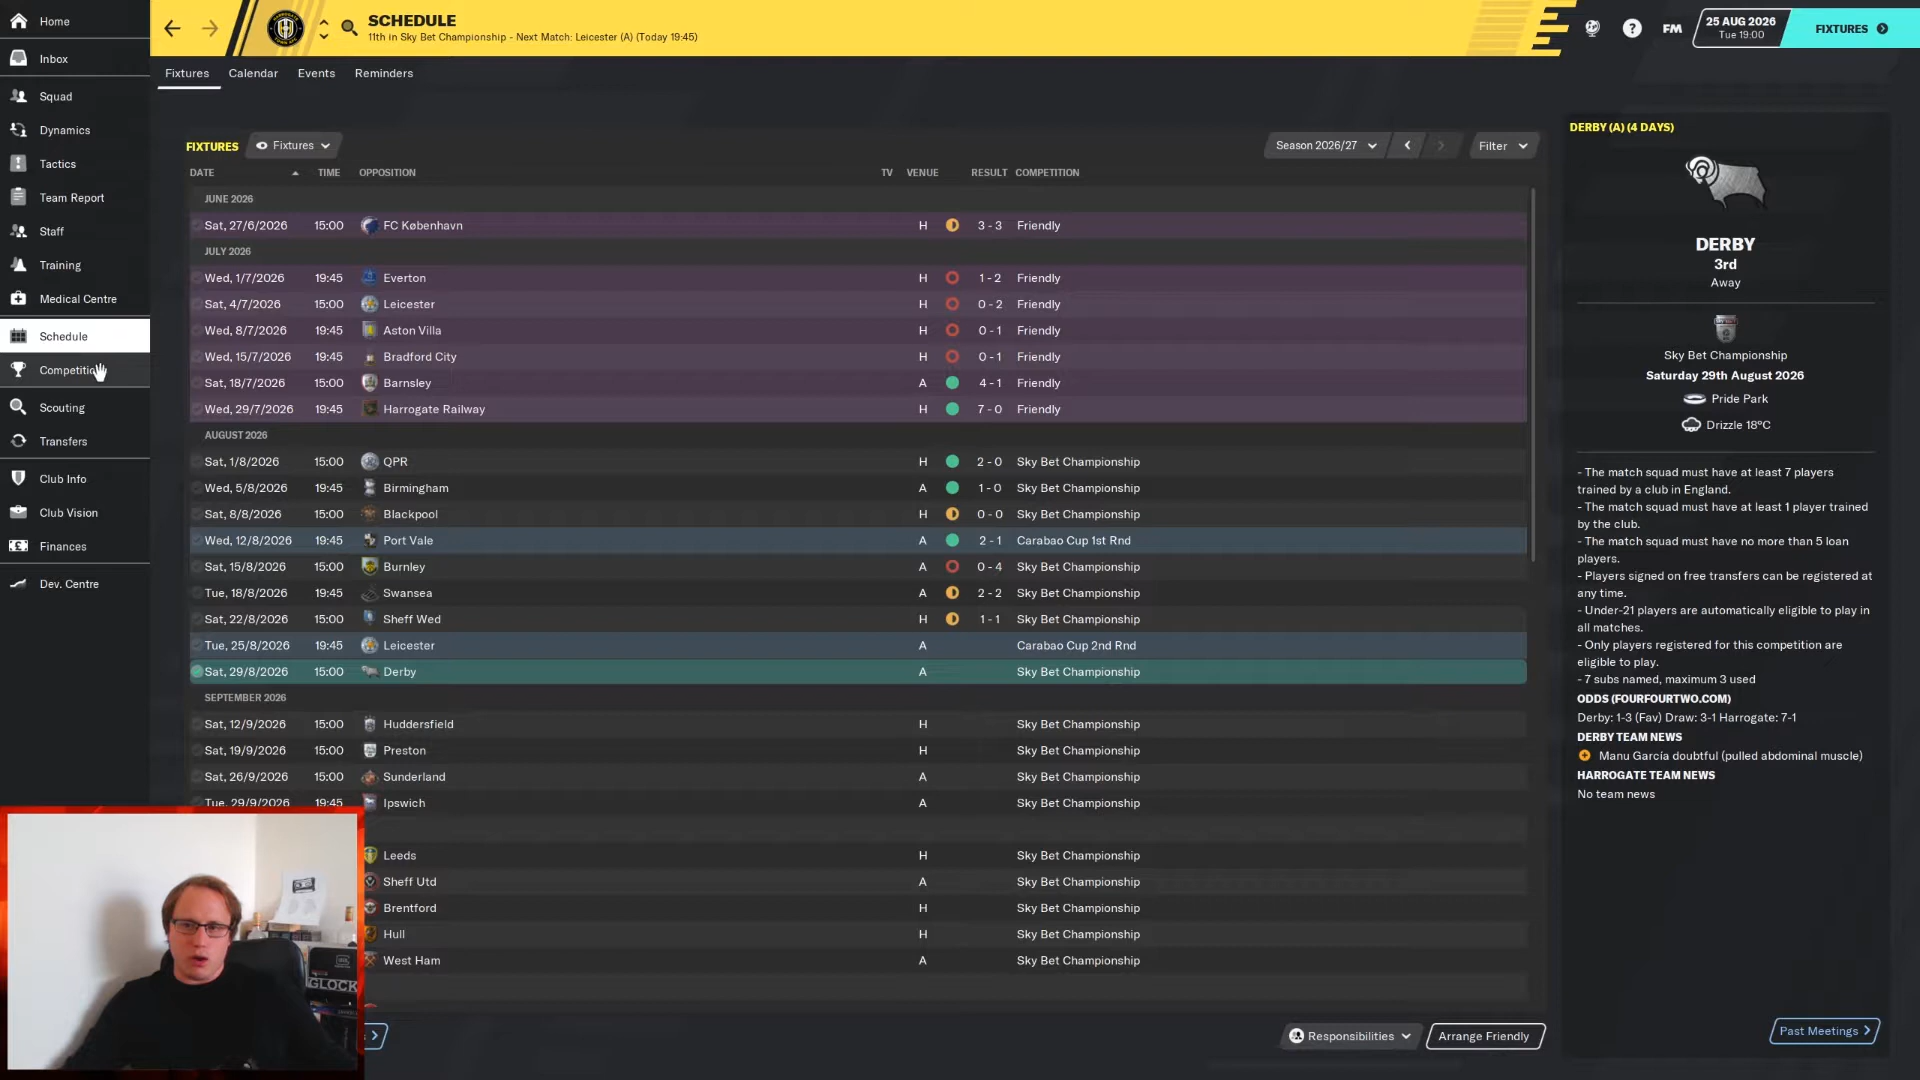 Home
SCHEDULE
11th in Sky Bet Championship - Next Match: Leicester (A) (Today 19:45)
FM
25 AUG 2026
Tue 19:00
FIXTURES
Inbox
Squad
Dynamics
Tactics
Team Report
Staff
Training
Medical Centre
Schedule
Scouting
Transfers
Club Info
Club Vision
Finances
Dev. Centre
Fixtures Calendar Events Reminders
FIXTURES Fixtures Season 2026/27 Filter
DATE TIME OPPOSITION TV VENUE RESULT COMPETITION
JUNE 2026
Sat, 27/6/2026 15:00 FC København H 3 - 3 Friendly
JULY 2026
Wed, 1/7/2026 19:45 Everton H 1 - 2 Friendly
Sat, 4/7/2026 15:00 Leicester H 0 - 2 Friendly
Wed, 8/7/2026 19:45 Aston Villa H 0 - 1 Friendly
Wed, 15/7/2026 19:45 Bradford City H 0 - 1 Friendly
Sat, 18/7/2026 15:00 Barnsley A 4 - 1 Friendly
Wed, 29/7/2026 19:45 Harrogate Railway H 7 - 0 Friendly
AUGUST 2026
Sat, 1/8/2026 15:00 QPR H 2 - 0 Sky Bet Championship
Wed, 5/8/2026 19:45 Birmingham A 1 - 0 Sky Bet Championship
Sat, 8/8/2026 15:00 Blackpool H 0 - 0 Sky Bet Championship
Wed, 12/8/2026 19:45 Port Vale A 2 - 1 Carabao Cup 1st Rnd
Sat, 15/8/2026 15:00 Burnley A 0 - 4 Sky Bet Championship
Tue, 18/8/2026 19:45 Swansea A 2 - 2 Sky Bet Championship
Sat, 22/8/2026 15:00 Sheff Wed H 1 - 1 Sky Bet Championship
Tue, 25/8/2026 19:45 Leicester A Carabao Cup 2nd Rnd
Sat, 29/8/2026 15:00 Derby A Sky Bet Championship
SEPTEMBER 2026
Sat, 12/9/2026 15:00 Huddersfield H Sky Bet Championship
Sat, 19/9/2026 15:00 Preston H Sky Bet Championship
Sat, 26/9/2026 15:00 Sunderland A Sky Bet Championship
Tue, 29/9/2026 19:45 Ipswich A Sky Bet Championship
Leeds H Sky Bet Championship
Sheff Utd A Sky Bet Championship
Brentford H Sky Bet Championship
Hull H Sky Bet Championship
West Ham A Sky Bet Championship
GLOCK
Responsibilities
Arrange Friendly
DERBY (A) (4 DAYS)
DERBY
3rd
Away
Sky Bet Championship
Saturday 29th August 2026
Pride Park
Drizzle 18°C
- The match squad must have at least 7 players
trained by a club in England.
- The match squad must have at least 1 player trained
by the club.
- The match squad must have no more than 5 loan
players.
- Players signed on free transfers can be registered at
any time.
- Under-21 players are automatically eligible to play in
all matches.
- Only players registered for this competition are
eligible to play.
- 7 subs named, maximum 3 used
ODDS (FOURFOURTWO.COM)
Derby: 1-3 (Fav) Draw: 3-1 Harrogate: 7-1
DERBY TEAM NEWS
Manu García doubtful (pulled abdominal muscle)
HARROGATE TEAM NEWS
No team news
Past Meetings